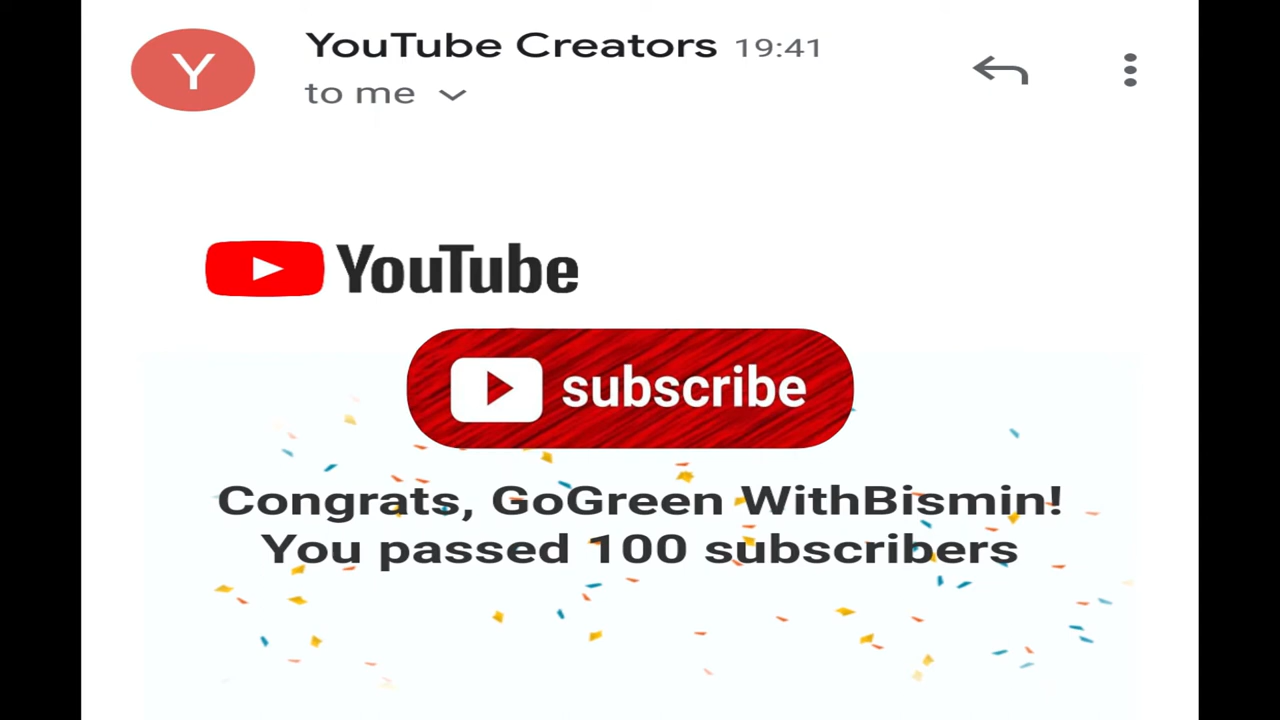 Y
YouTube Creators 19:41
to me
YouTube
subscribe
Congrats, GoGreen WithBismin!
You passed 100 subscribers